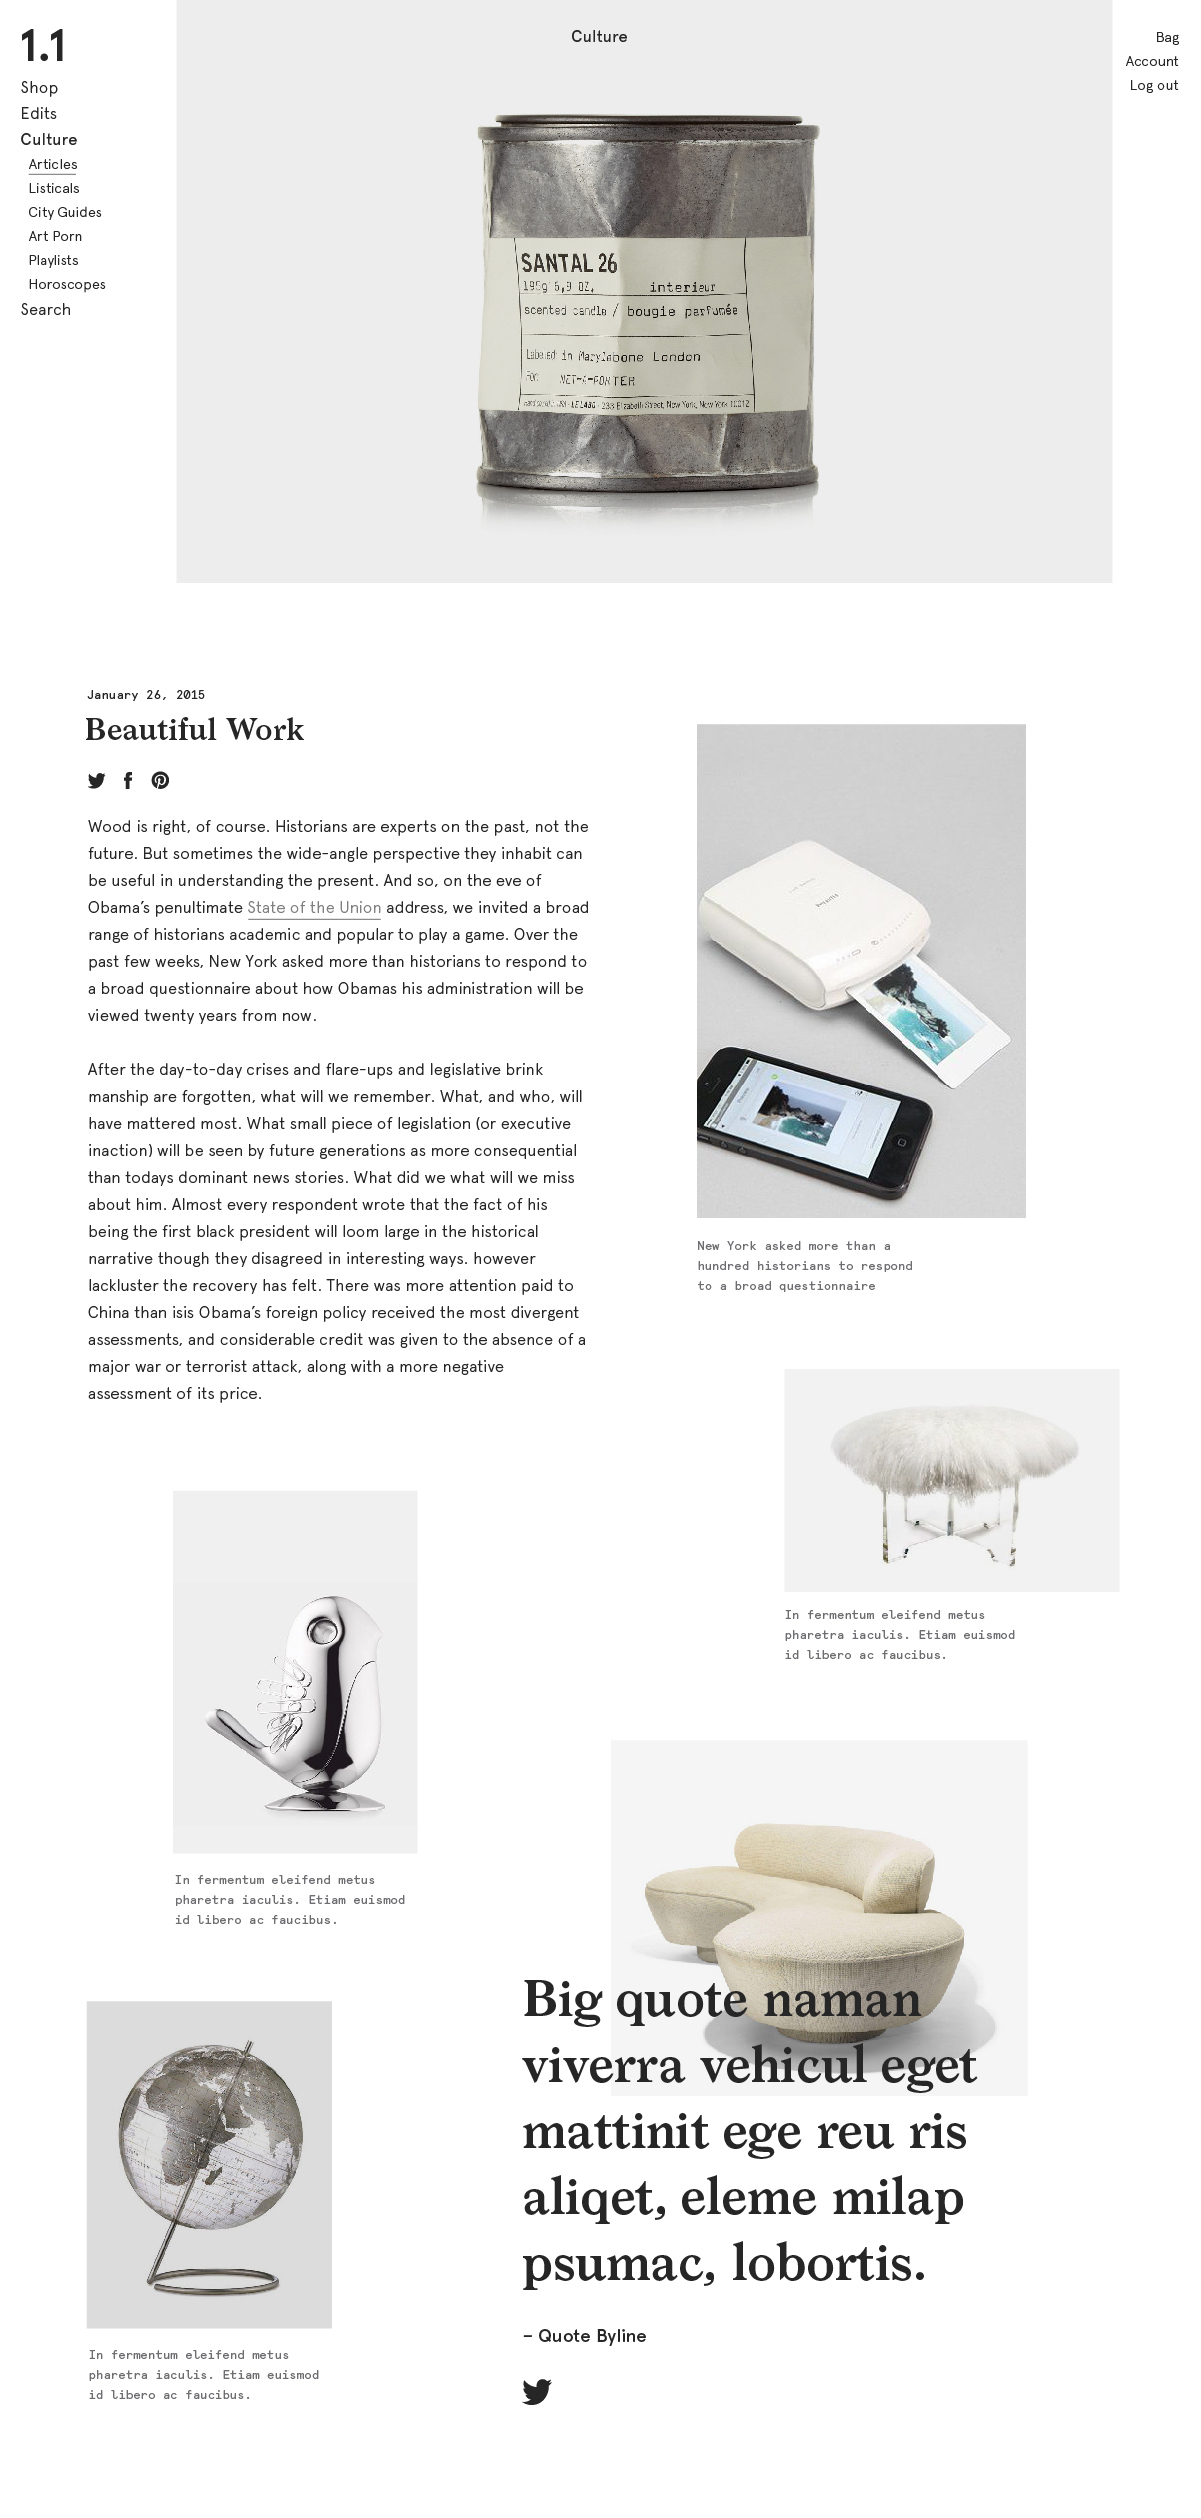 1.1
Shop
Edits
Culture
Articles
Listicals
City Guides
Art Porn
Playlists
Horoscopes
Search
Culture
Bag
Account
Log out
SANTAL 26
195g 6,9 OZ. interieur
scented candle / bougie parfumée
Labeled: in Marylnbone London
For: NET-A-PORTER
LE LABO - 233 Elizabeth Street, New York, New York 10012
January 26, 2015
Beautiful Work
Wood is right, of course. Historians are experts on the past, not the
future. But sometimes the wide-angle perspective they inhabit can
be useful in understanding the present. And so, on the eve of
Obama’s penultimate State of the Union address, we invited a broad
range of historians academic and popular to play a game. Over the
past few weeks, New York asked more than historians to respond to
a broad questionnaire about how Obamas his administration will be
viewed twenty years from now.
After the day-to-day crises and flare-ups and legislative brink
manship are forgotten, what will we remember. What, and who, will
have mattered most. What small piece of legislation (or executive
inaction) will be seen by future generations as more consequential
than todays dominant news stories. What did we what will we miss
about him. Almost every respondent wrote that the fact of his
being the first black president will loom large in the historical
narrative though they disagreed in interesting ways. however
lackluster the recovery has felt. There was more attention paid to
China than isis Obama’s foreign policy received the most divergent
assessments, and considerable credit was given to the absence of a
major war or terrorist attack, along with a more negative
assessment of its price.
New York asked more than a
hundred historians to respond
to a broad questionnaire
In fermentum eleifend metus
pharetra iaculis. Etiam euismod
id libero ac faucibus.
In fermentum eleifend metus
pharetra iaculis. Etiam euismod
id libero ac faucibus.
Big quote naman
viverra vehicul eget
mattinit ege reu ris
aliqet, eleme milap
psumac, lobortis.
– Quote Byline
In fermentum eleifend metus
pharetra iaculis. Etiam euismod
id libero ac faucibus.